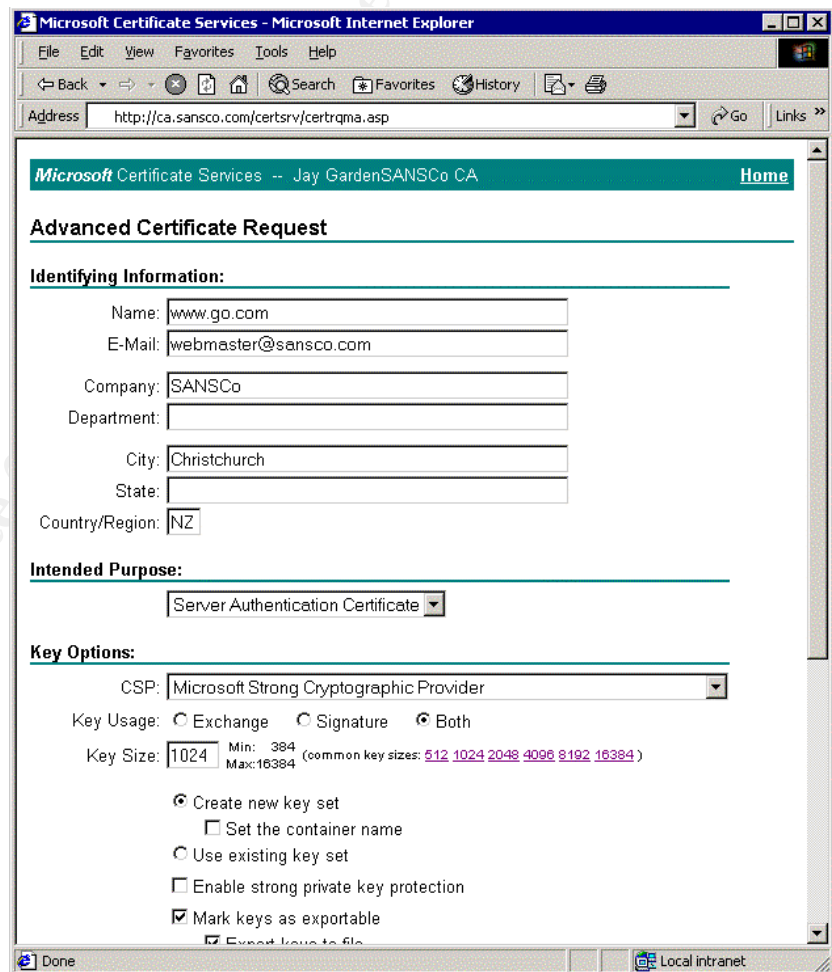 Microsoft Certificate Services - Microsoft Internet Explorer
File Edit View Favorites Tools Help
Back Search Favorites History
Address http://ca.sansco.com/certsrv/certrqma.asp Go Links »
Microsoft Certificate Services -- Jay GardenSANSCo CA Home
Advanced Certificate Request
Identifying Information:
Name: www.go.com
E-Mail: webmaster@sansco.com
Company: SANSCo
Department:
City: Christchurch
State:
Country/Region: NZ
Intended Purpose:
Server Authentication Certificate
Key Options:
CSP: Microsoft Strong Cryptographic Provider
Key Usage: Exchange Signature Both
Key Size: 1024 Min: 384 Max:16384 (common key sizes: 512 1024 2048 4096 8192 16384 )
Create new key set
Set the container name
Use existing key set
Enable strong private key protection
Mark keys as exportable
Export keys to file
Done Local intranet